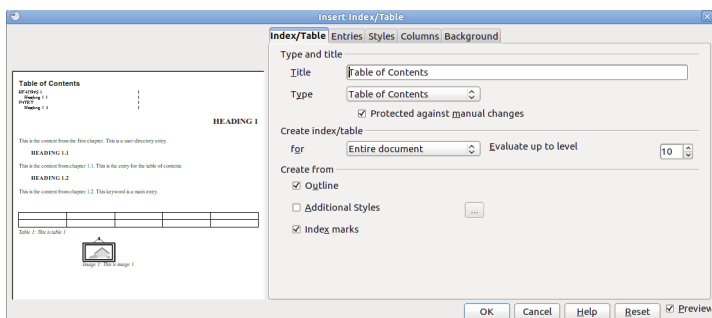 Insert Index/Table
Index/Table Entries Styles Columns Background
Type and title
Title Table of Contents
Type Table of Contents
Protected against manual changes
Create index/table
for Entire document Evaluate up to level 10
Create from
Outline
Additional Styles ...
Index marks
Table of Contents
Heading 1.1
HEADING 1
This is the content from the first chapter. This is a user directory entry.
HEADING 1.1
This is the content from chapter 1.1. This is the entry for the table of contents.
HEADING 1.2
This is the content from chapter 1.2. This keyword is a main entry.
Table 1: This is table 1
Image 1: This is image 1
OK Cancel Help Reset Preview